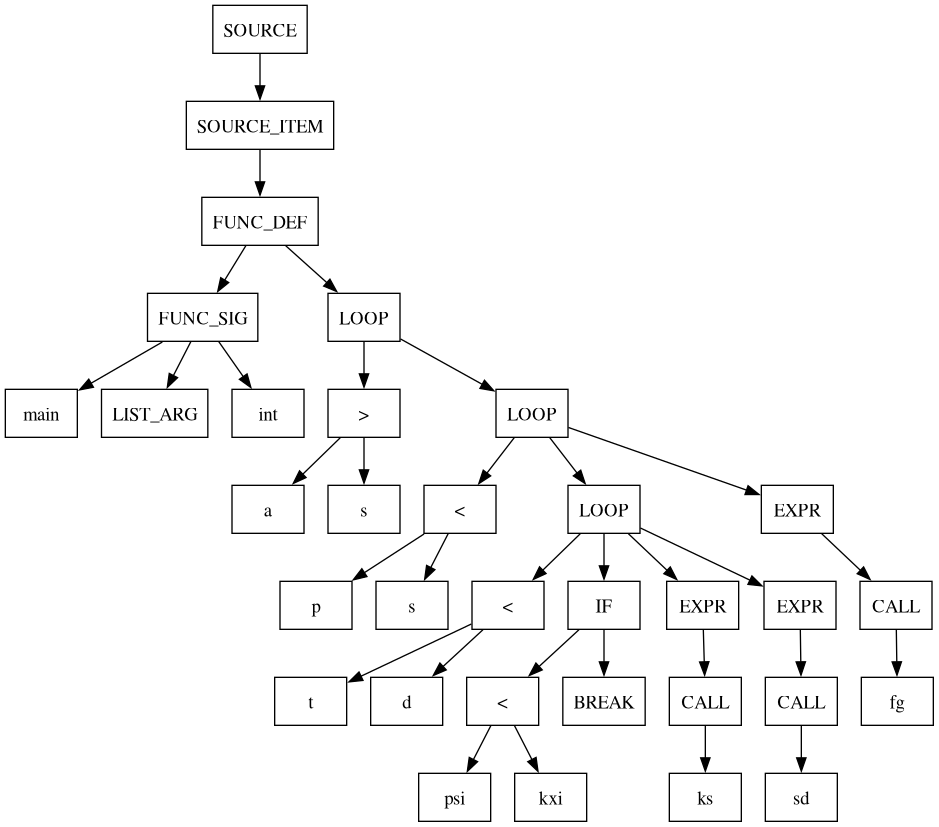 SOURCE
SOURCE_ITEM
FUNC_DEF
FUNC_SIG
LOOP
main
LIST_ARG
int
>
LOOP
a
s
<
LOOP
EXPR
p
s
<
IF
EXPR
EXPR
CALL
t
d
<
BREAK
CALL
CALL
fg
psi
kxi
ks
sd